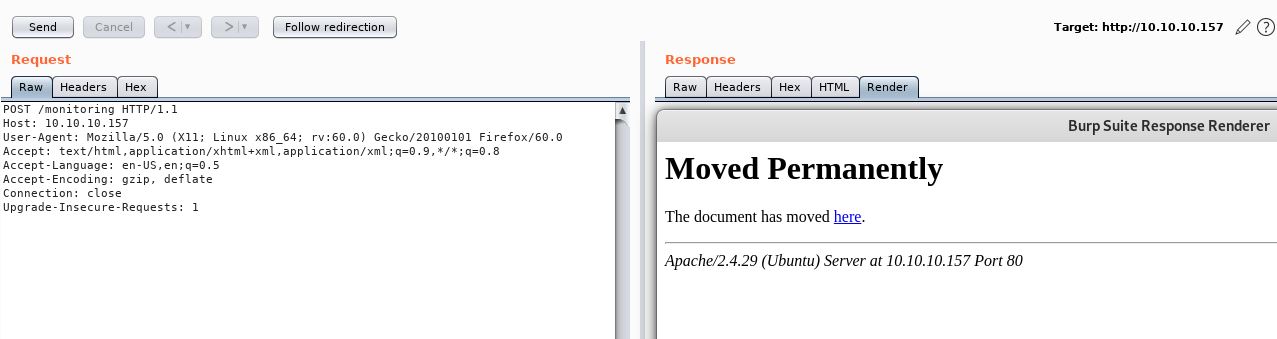 Send Cancel < | ▼ > | ▼ Follow redirection Target: http://10.10.10.157 ?
Request
Raw Headers Hex
POST /monitoring HTTP/1.1
Host: 10.10.10.157
User-Agent: Mozilla/5.0 (X11; Linux x86_64; rv:60.0) Gecko/20100101 Firefox/60.0
Accept: text/html,application/xhtml+xml,application/xml;q=0.9,*/*;q=0.8
Accept-Language: en-US,en;q=0.5
Accept-Encoding: gzip, deflate
Connection: close
Upgrade-Insecure-Requests: 1
Response
Raw Headers Hex HTML Render
Burp Suite Response Renderer
Moved Permanently
The document has moved here.
Apache/2.4.29 (Ubuntu) Server at 10.10.10.157 Port 80